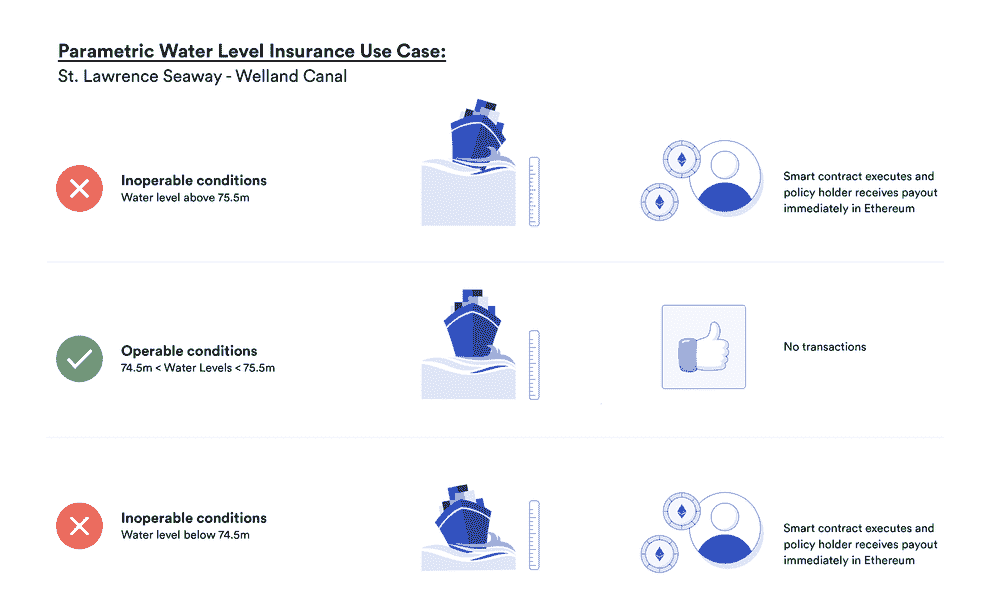 Parametric Water Level Insurance Use Case:
St. Lawrence Seaway - Welland Canal
Inoperable conditions
Water level above 75.5m
Smart contract executes and
policy holder receives payout
immediately in Ethereum
Operable conditions
74.5m < Water Levels < 75.5m
No transactions
Inoperable conditions
Water level below 74.5m
Smart contract executes and
policy holder receives payout
immediately in Ethereum